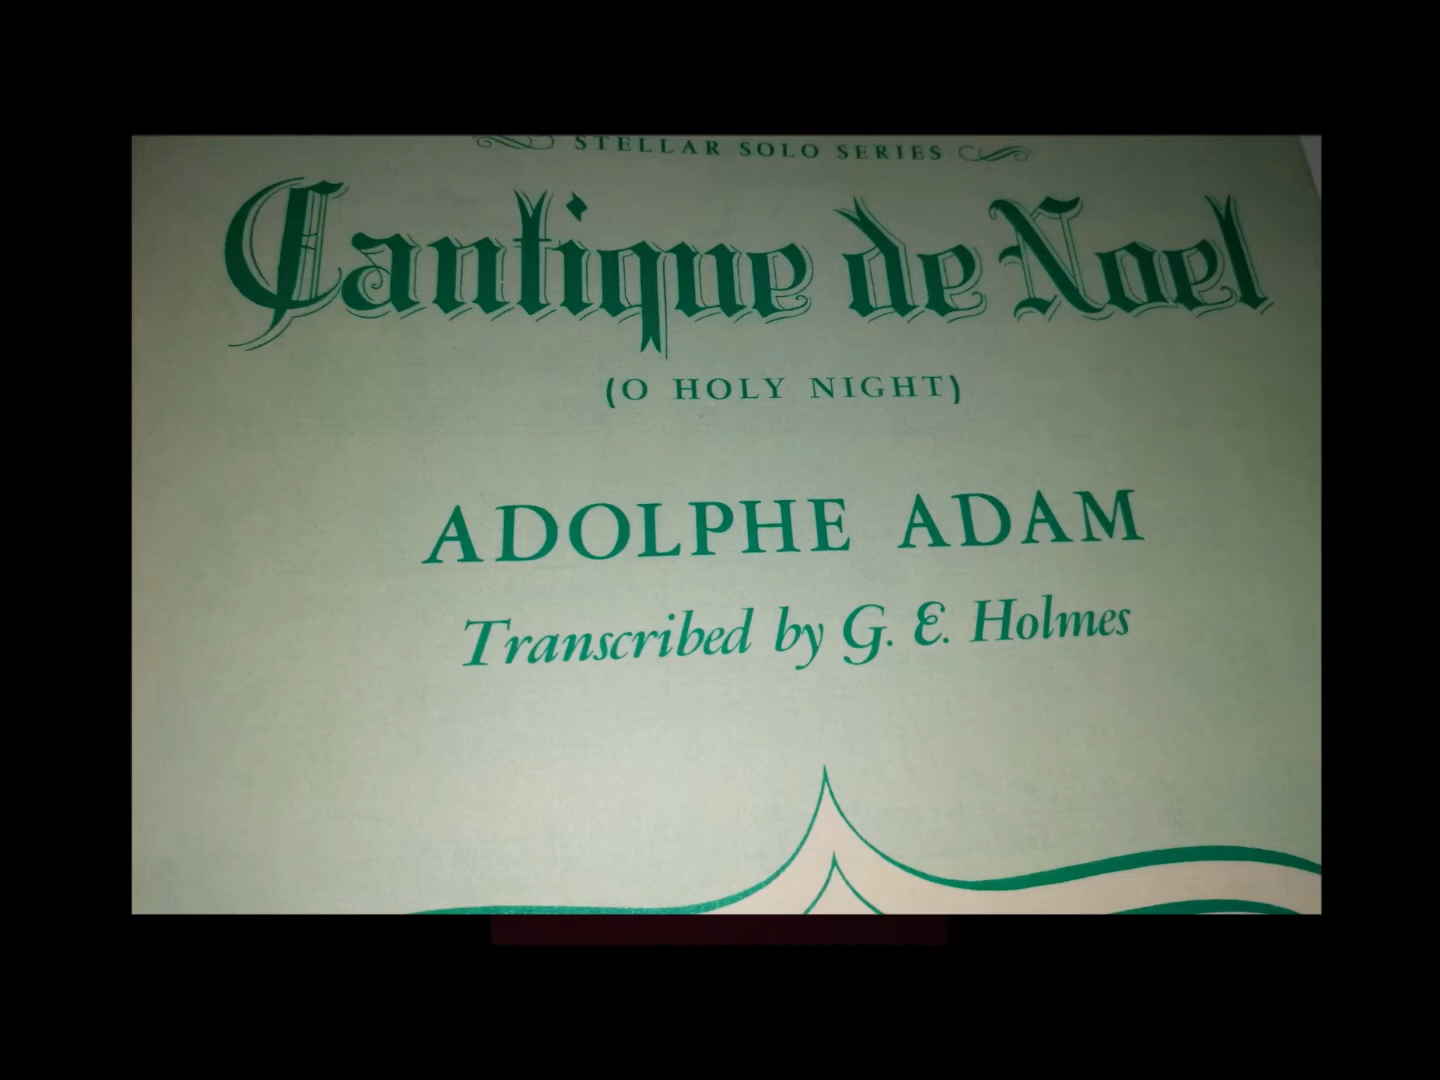 STELLAR SOLO SERIES
Cantique de Noel
(O HOLY NIGHT)
ADOLPHE ADAM
Transcribed by G. E. Holmes